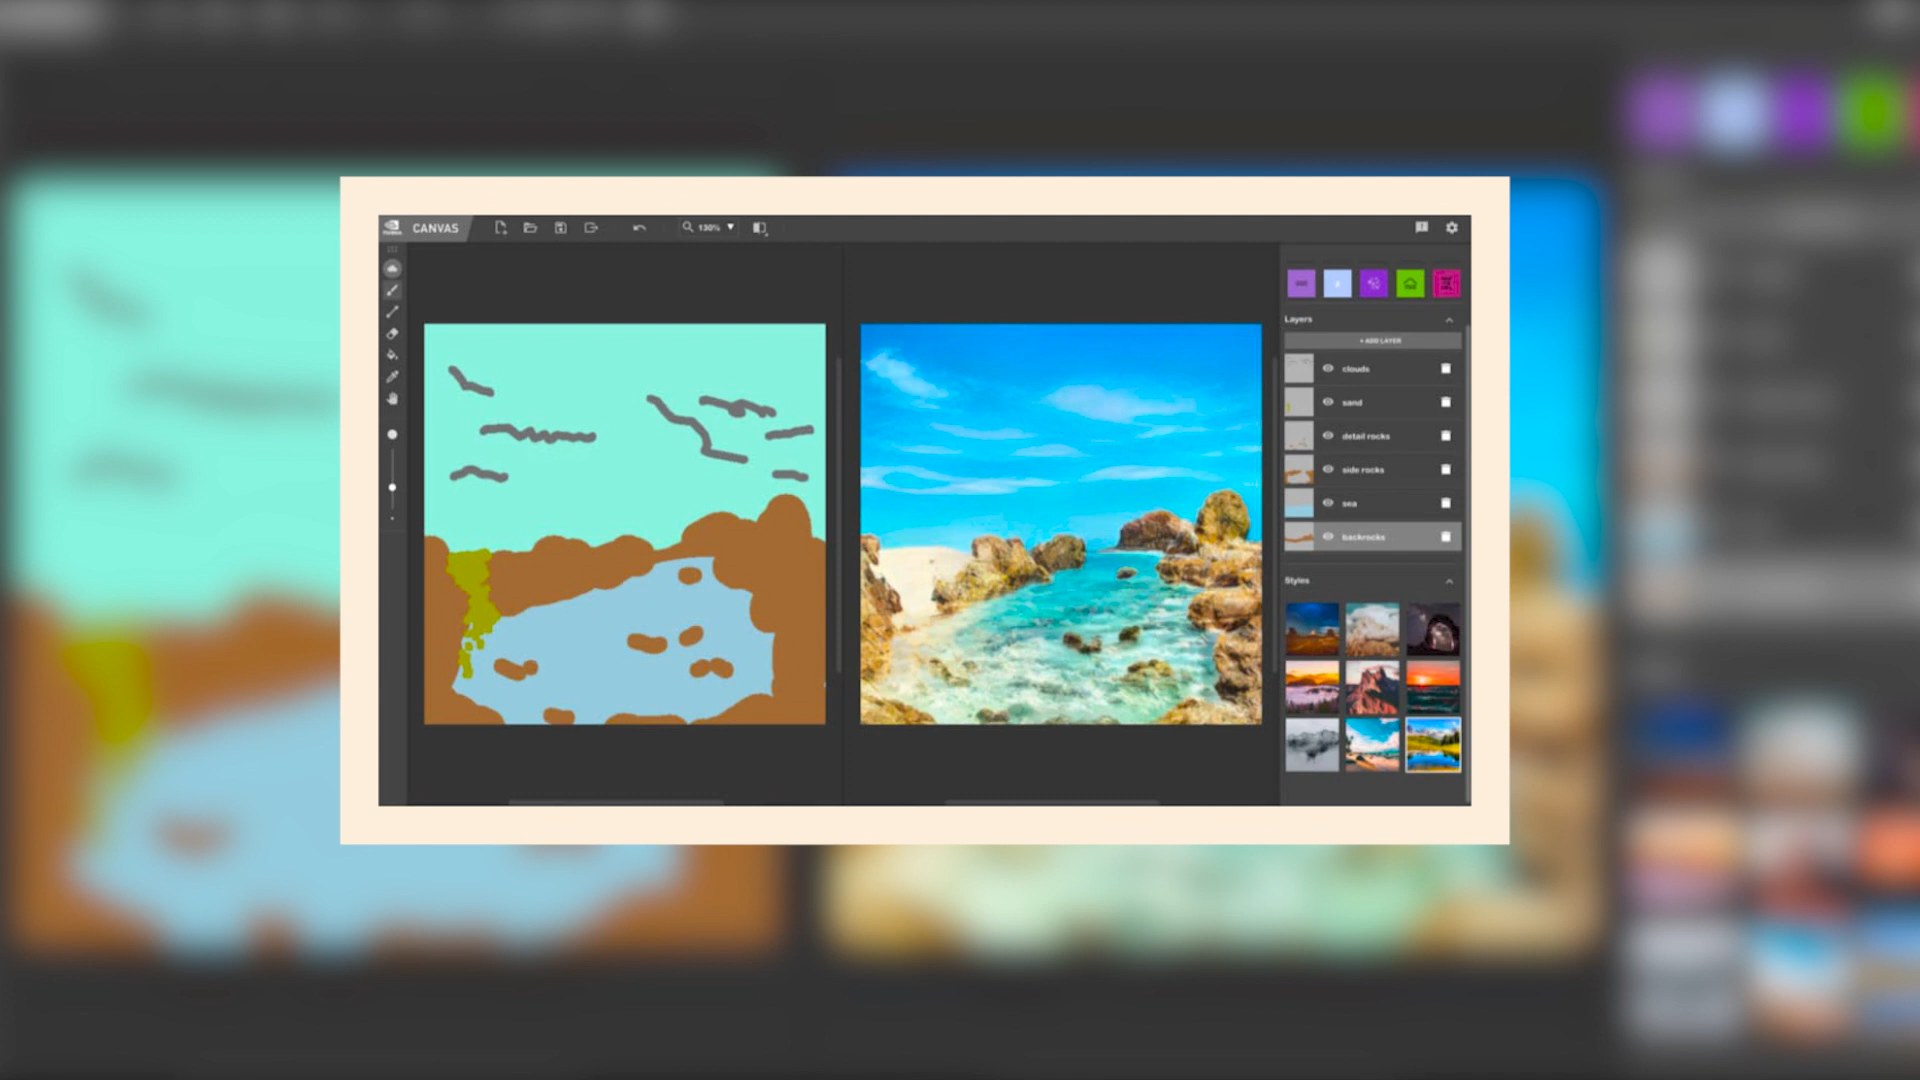 CANVAS
130%
Layers
+ ADD LAYER
clouds
sand
detail rocks
side rocks
sea
backrocks
Styles